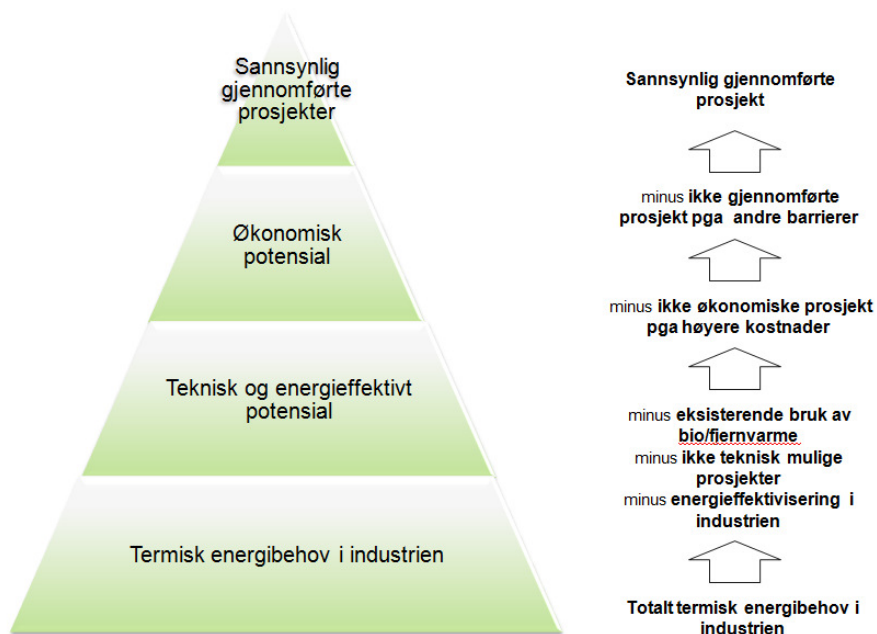 Sannsynlig
gjennomførte
prosjekter
Økonomisk
potensial
Teknisk og energieffektivt
potensial
Termisk energibehov i industrien
Sannsynlig gjennomførte
prosjekt
minus ikke gjennomførte
prosjekt pga andre barrierer
minus ikke økonomiske prosjekt
pga høyere kostnader
minus eksisterende bruk av
bio/fjernvarme
minus ikke teknisk mulige
prosjekter
minus energieffektivisering i
industrien
Totalt termisk energibehov i
industrien